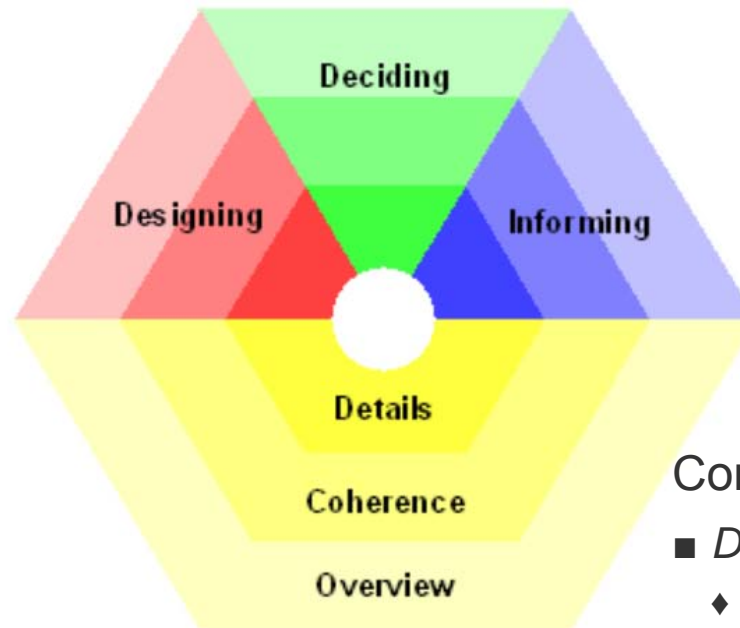 Deciding
Designing
Informing
Details
Coherence
Overview